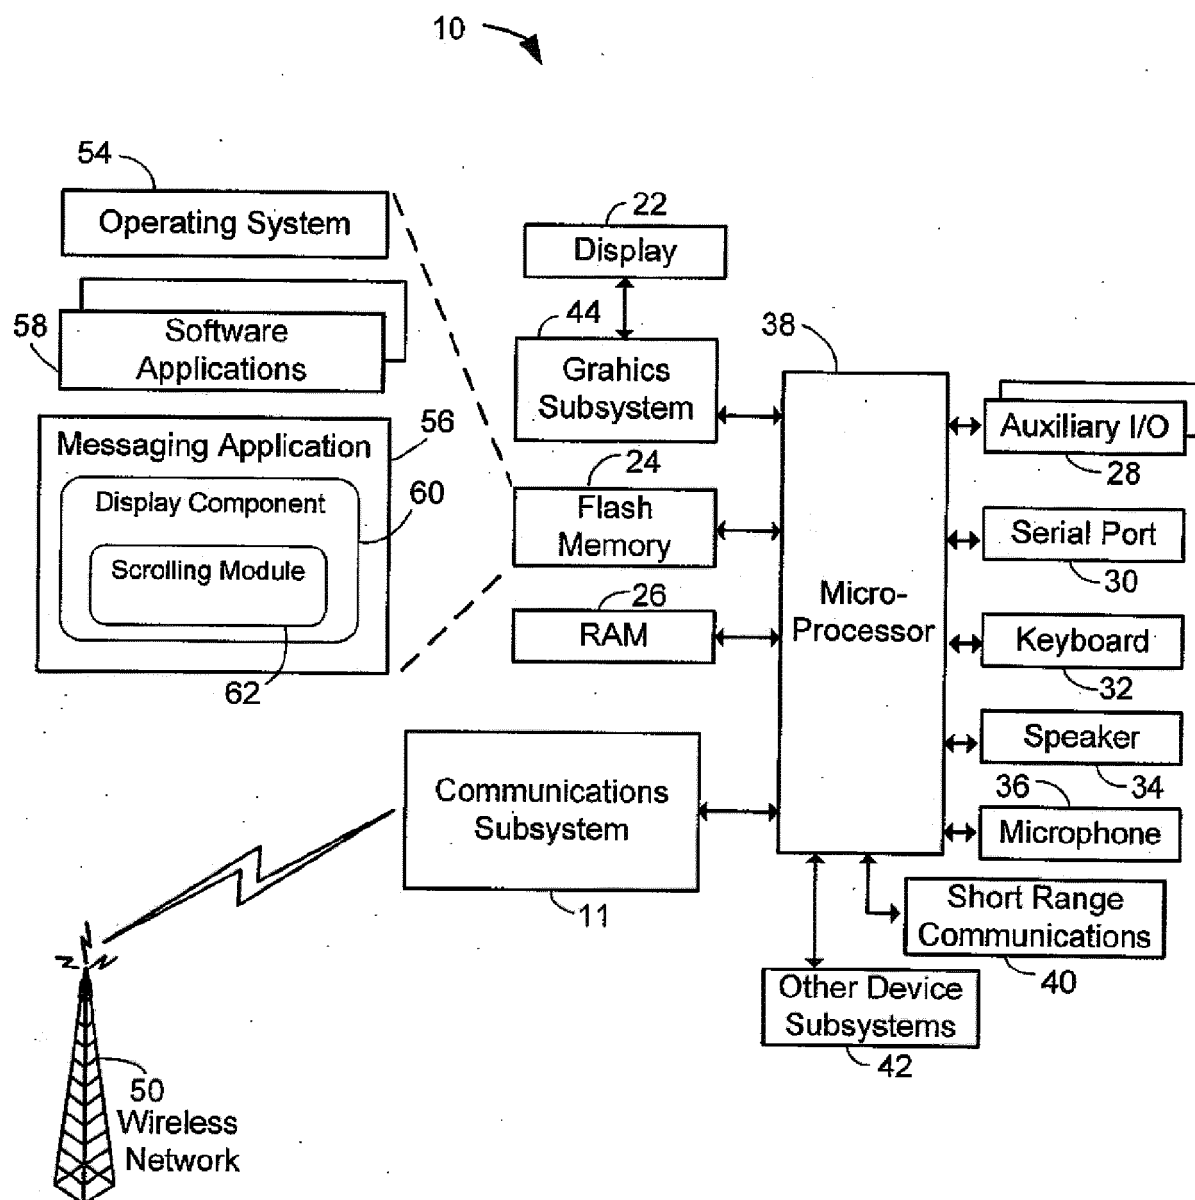 10
54
Operating System
58
Software
Applications
Messaging Application
56
Display Component
60
Scrolling Module
62
22
Display
44
Grahics
Subsystem
24
Flash
Memory
26
RAM
Communications
Subsystem
11
50
Wireless
Network
38
Micro-
Processor
Auxiliary I/O
28
Serial Port
30
Keyboard
32
Speaker
34
36
Microphone
Short Range
Communications
40
Other Device
Subsystems
42